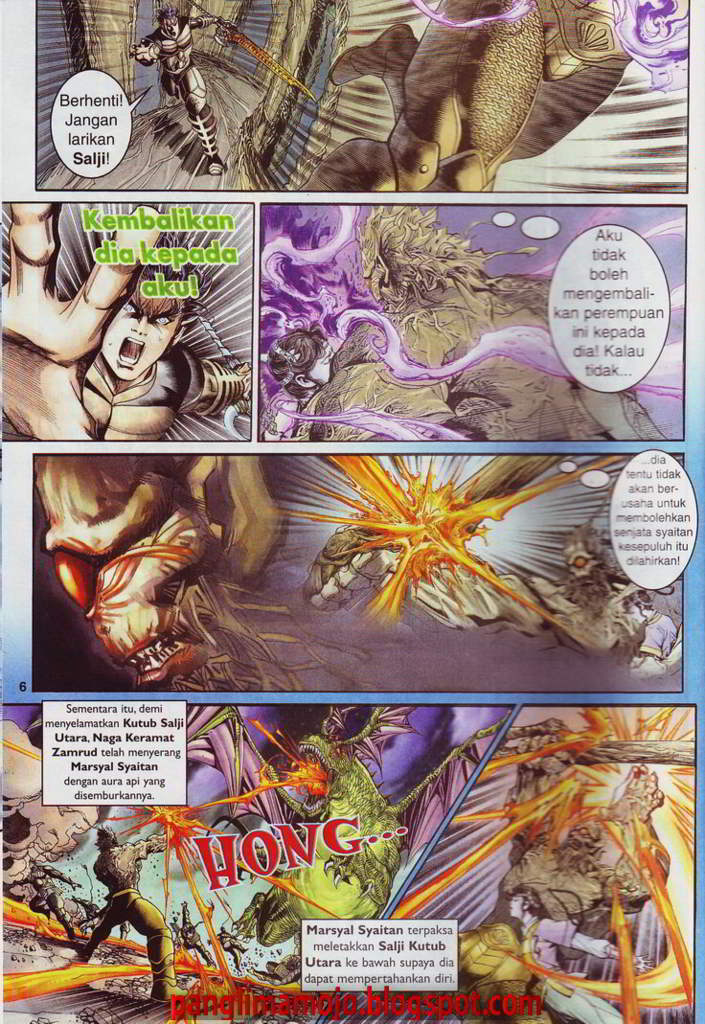 Berhenti!
Jangan
larikan
Salji!
Kembalikan
dia kepada
aku!
Aku
tidak
boleh
mengembali-
kan perempuan
ini kepada
dia! Kalau
tidak...
...dia
tentu tidak
akan ber-
usaha untuk
membolehkan
senjata syaitan
kesepuluh itu
dilahirkan!
6
Sementara itu, demi
menyelamatkan Kutub Salji
Utara, Naga Keramat
Zamrud telah menyerang
Marsyal Syaitan
dengan aura api yang
disemburkannya.
HONG...
Marsyal Syaitan terpaksa
meletakkan Salji Kutub
Utara ke bawah supaya dia
dapat mempertahankan diri.
panglimamojo.blogspot.com